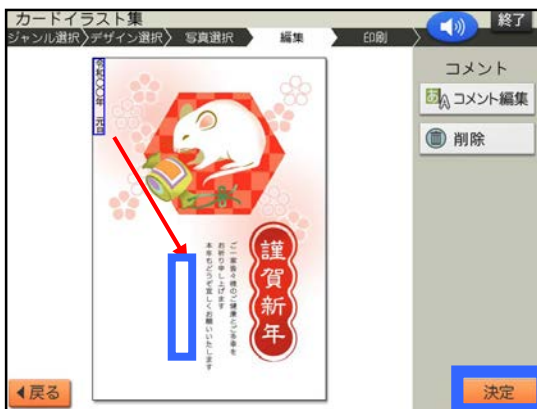 カードイラスト集
終了
ジャンル選択
デザイン選択
写真選択
編集
印刷
コメント
あA コメント編集
削除
令和〇〇年 元旦
謹賀新年
ご一家皆々様のご健康とご多幸を
お祈り申し上げます
本年もどうぞ宜しくお願いいたします
戻る
決定